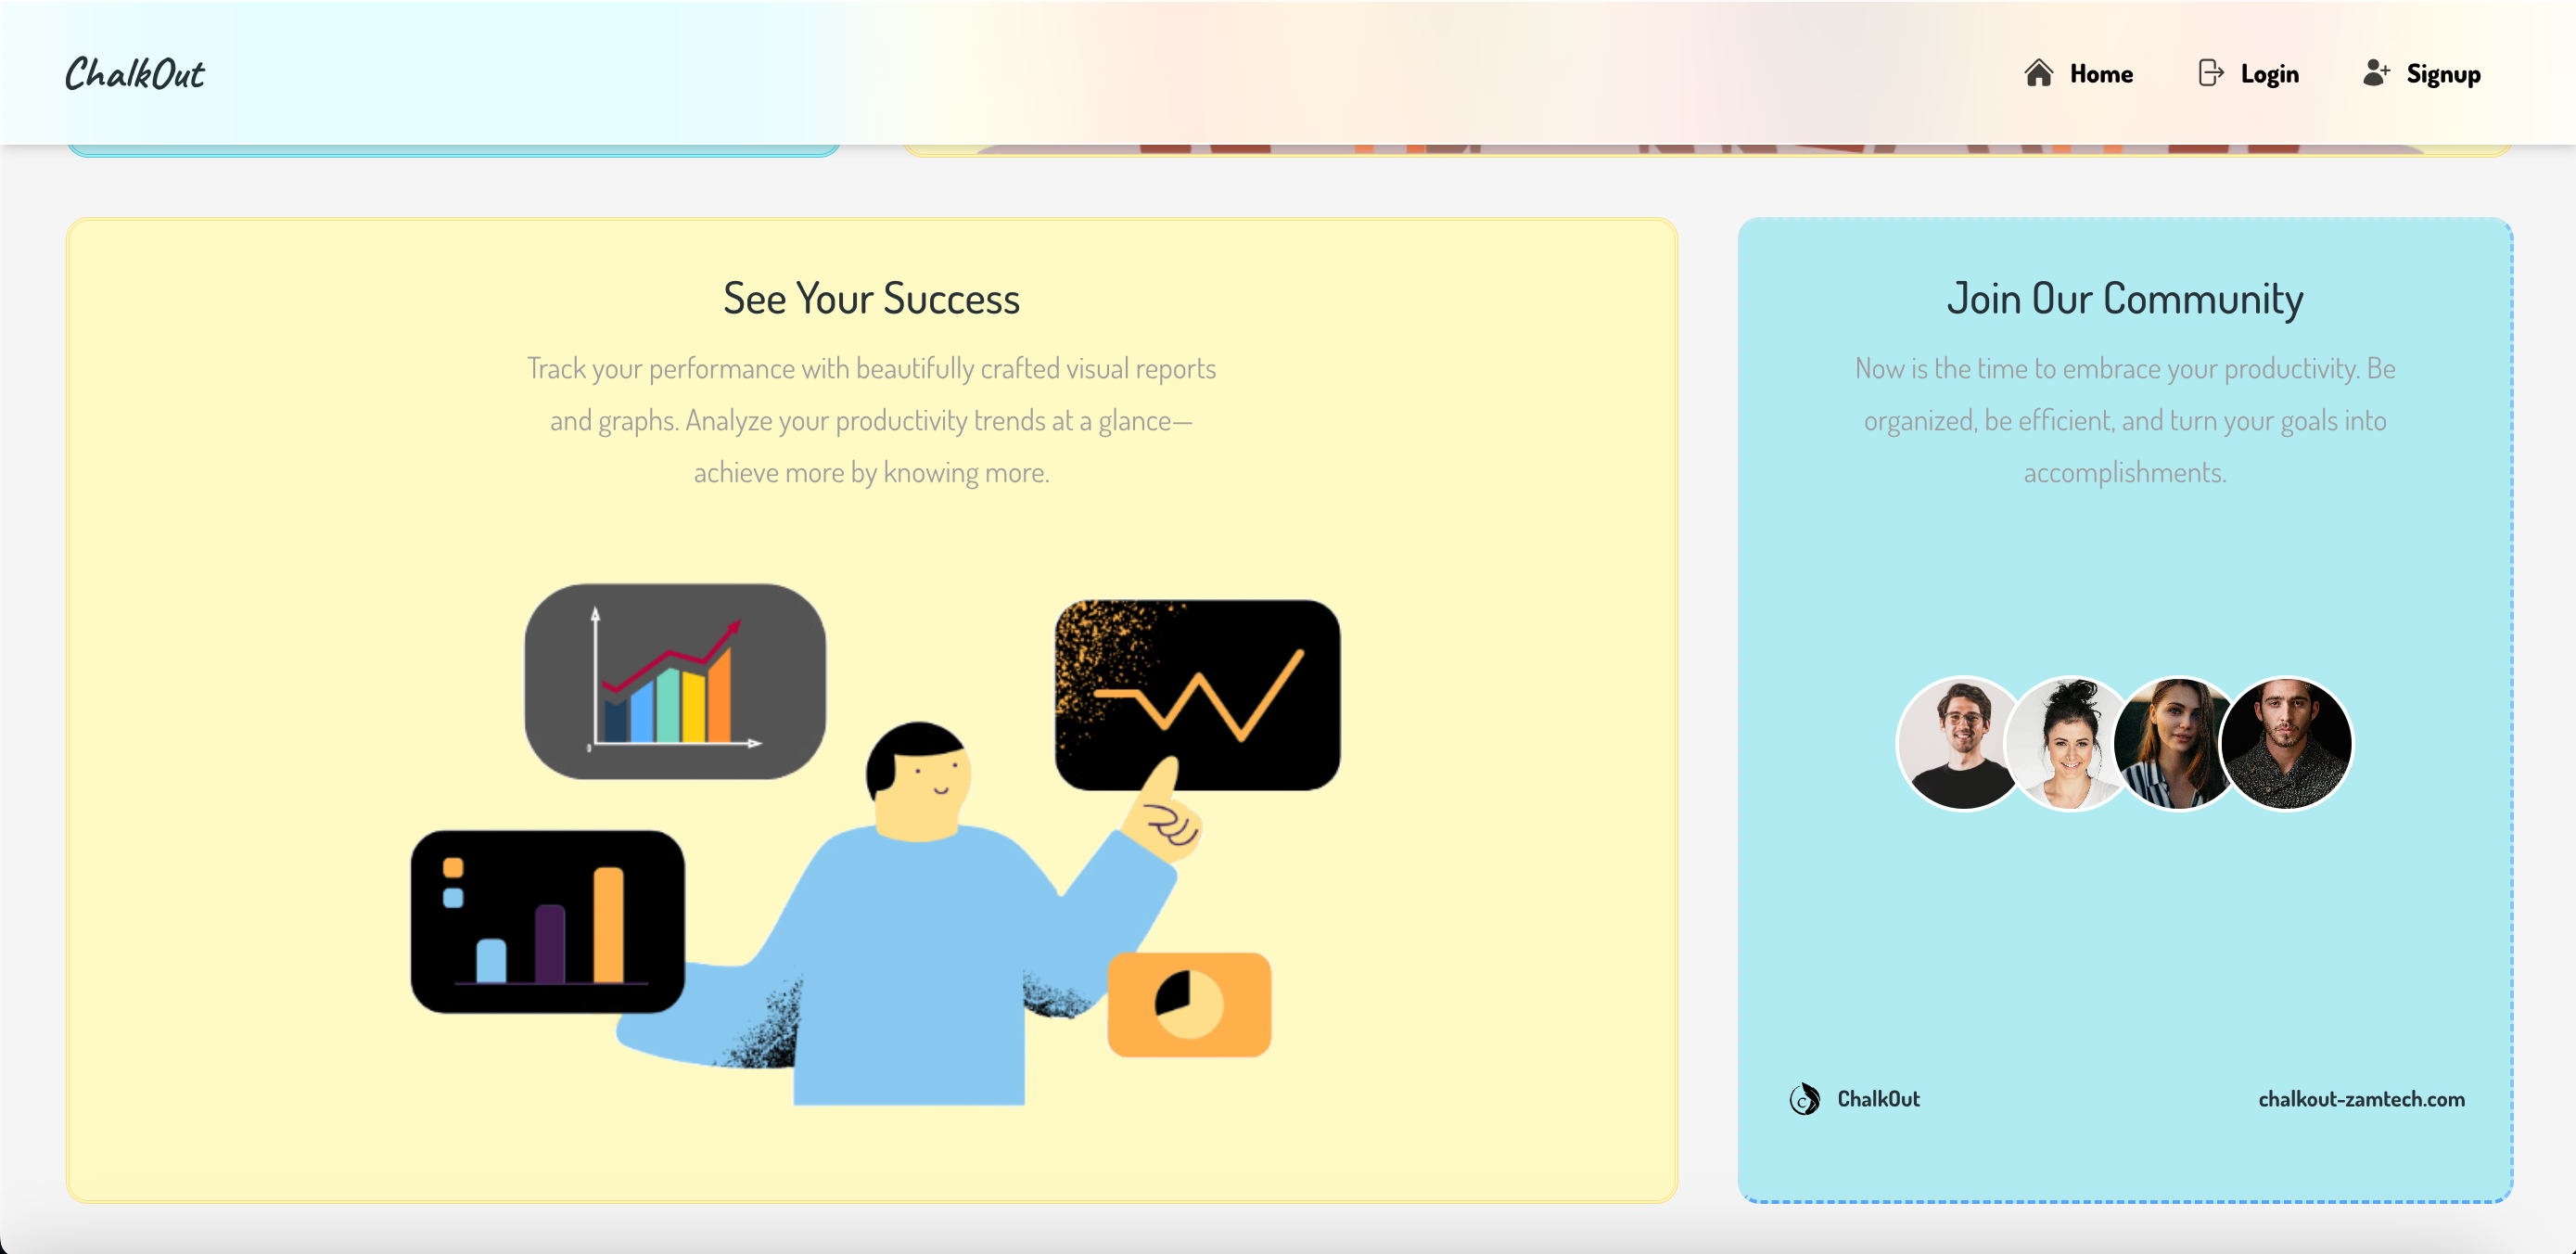 ChalkOut
Home
Login
Signup
See Your Success
Track your performance with beautifully crafted visual reports
and graphs. Analyze your productivity trends at a glance—
achieve more by knowing more.
Join Our Community
Now is the time to embrace your productivity. Be
organized, be efficient, and turn your goals into
accomplishments.
0
C
ChalkOut
chalkout-zamtech.com